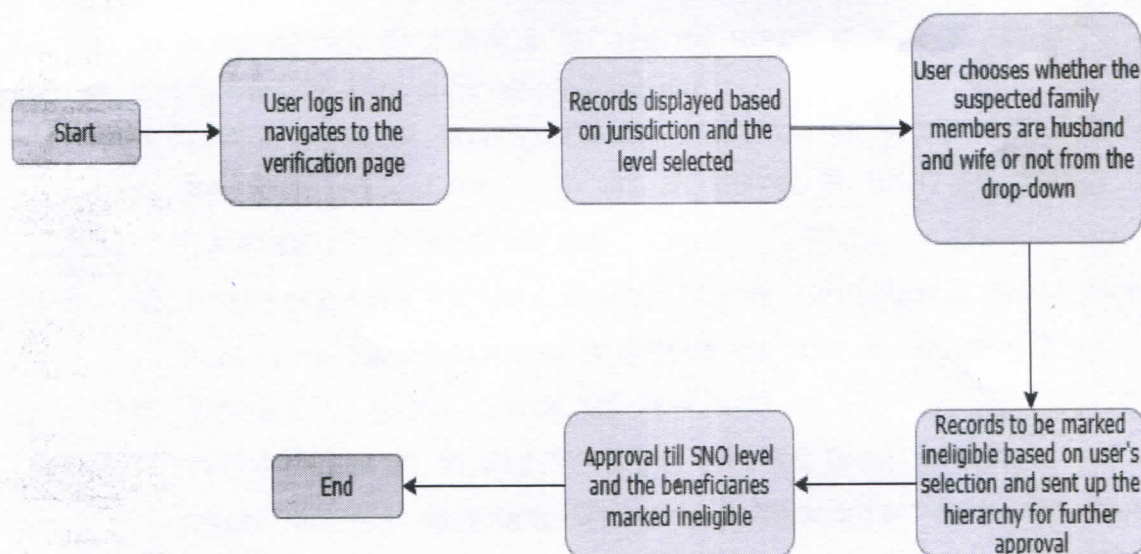 Start
User logs in and
navigates to the
verification page
Records displayed based
on jurisdiction and the
level selected
User chooses whether the
suspected family
members are husband
and wife or not from the
drop-down
Records to be marked
ineligible based on user's
selection and sent up the
hierarchy for further
approval
Approval till SNO level
and the beneficiaries
marked ineligible
End